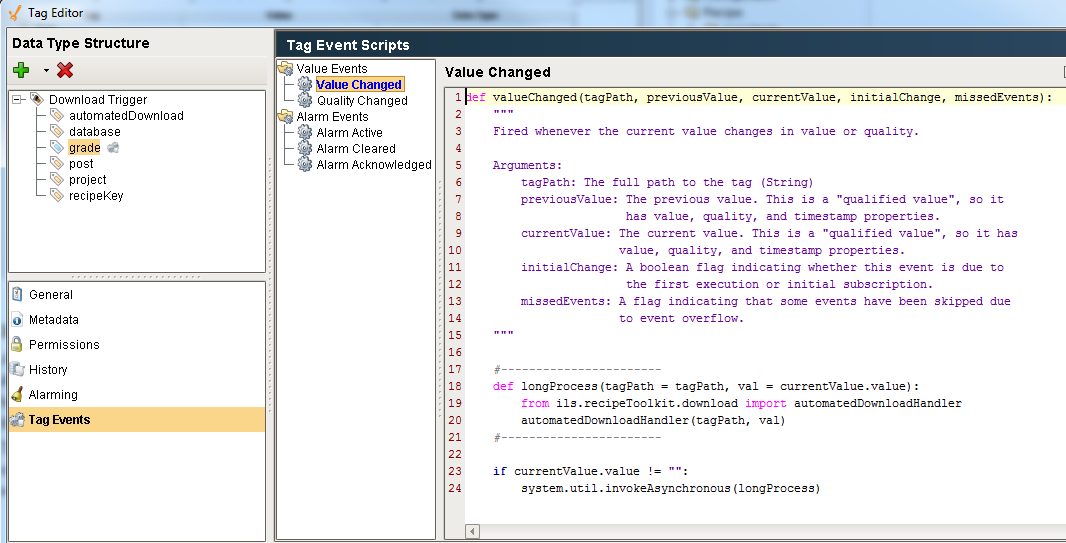 Tag Editor
Data Type Structure
Download Trigger
automatedDownload
database
grade
post
project
recipeKey
General
Metadata
Permissions
History
Alarming
Tag Events
Tag Event Scripts
Value Events
Value Changed
Quality Changed
Alarm Events
Alarm Active
Alarm Cleared
Alarm Acknowledged
Value Changed
1 def valueChanged(tagPath, previousValue, currentValue, initialChange, missedEvents):
2 """
3 Fired whenever the current value changes in value or quality.
4
5 Arguments:
6 tagPath: The full path to the tag (String)
7 previousValue: The previous value. This is a "qualified value", so it
8 has value, quality, and timestamp properties.
9 currentValue: The current value. This is a "qualified value", so it has
10 value, quality, and timestamp properties.
11 initialChange: A boolean flag indicating whether this event is due to
12 the first execution or initial subscription.
13 missedEvents: A flag indicating that some events have been skipped due
14 to event overflow.
15 """
16
17 #-----------------------
18 def longProcess(tagPath = tagPath, val = currentValue.value):
19 from ils.recipeToolkit.download import automatedDownloadHandler
20 automatedDownloadHandler(tagPath, val)
21 #-----------------------
22
23 if currentValue.value != "":
24 system.util.invokeAsynchronous(longProcess)